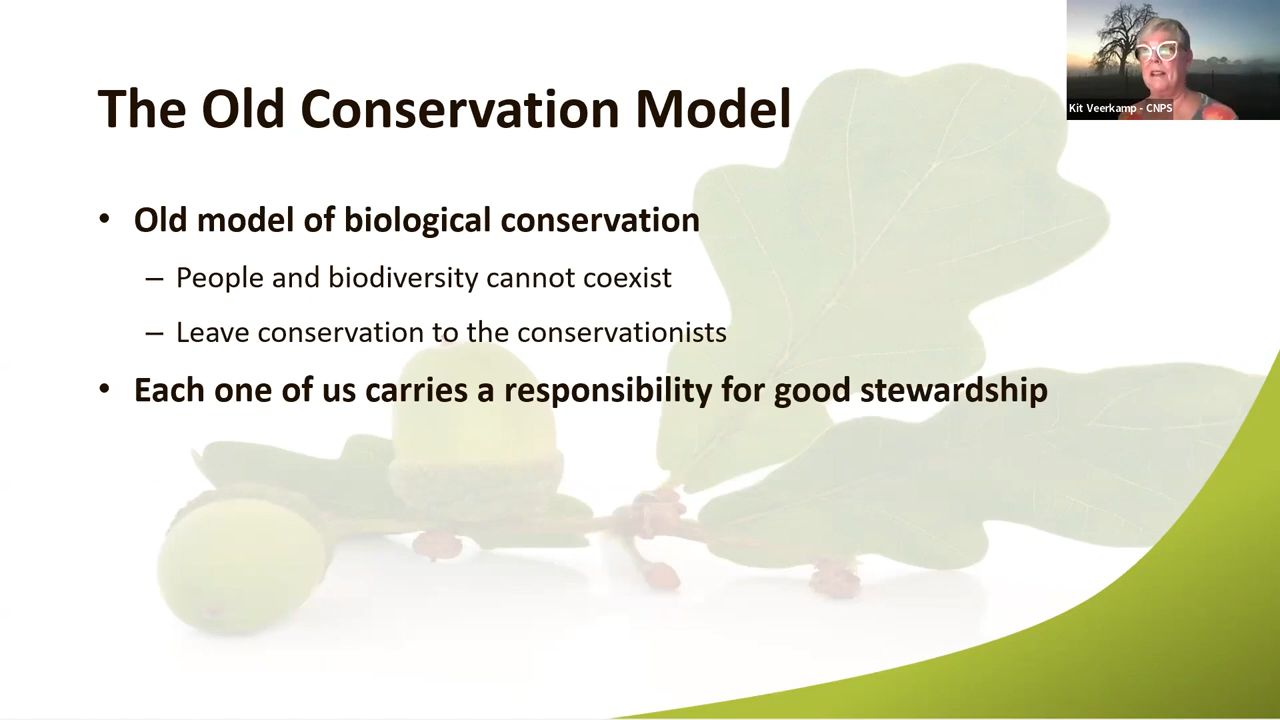 The Old Conservation Model
Kit Veerkamp - CNPS
• Old model of biological conservation
– People and biodiversity cannot coexist
– Leave conservation to the conservationists
• Each one of us carries a responsibility for good stewardship